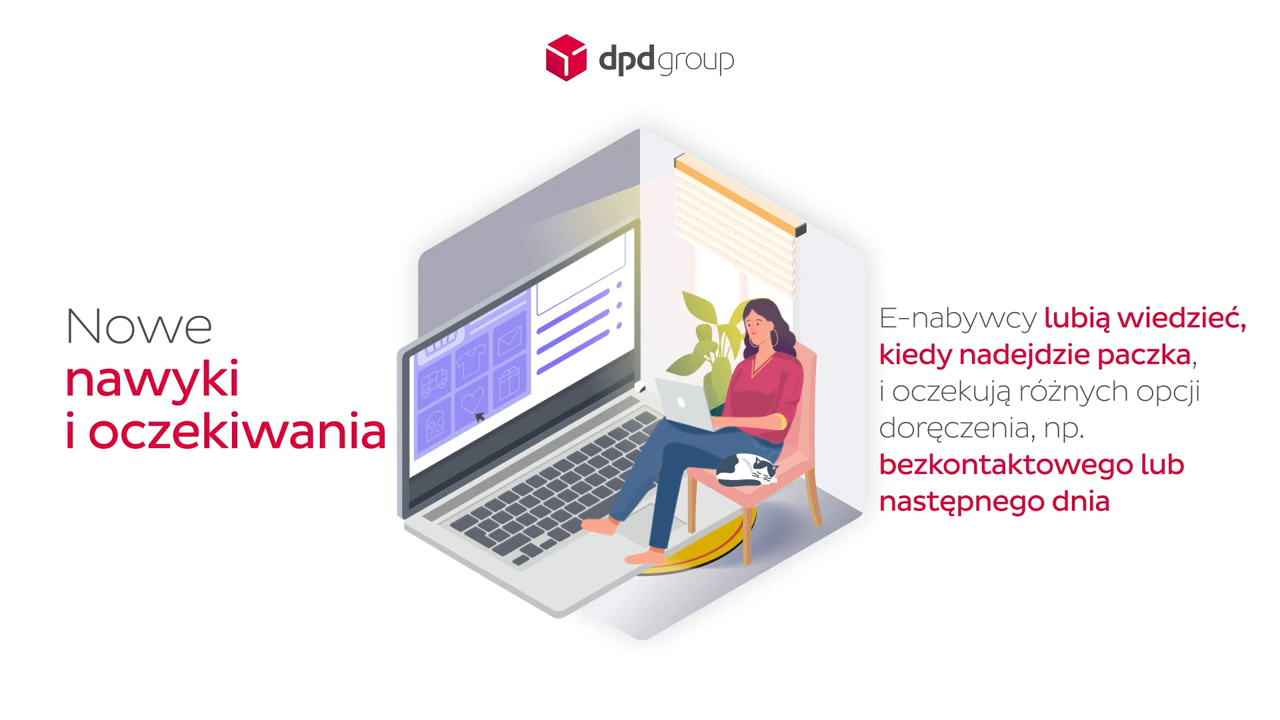 dpdgroup
Nowe
nawyki
i oczekiwania
E-nabywcy lubią wiedzieć,
kiedy nadejdzie paczka,
i oczekują różnych opcji
doręczenia, np.
bezkontaktowego lub
następnego dnia